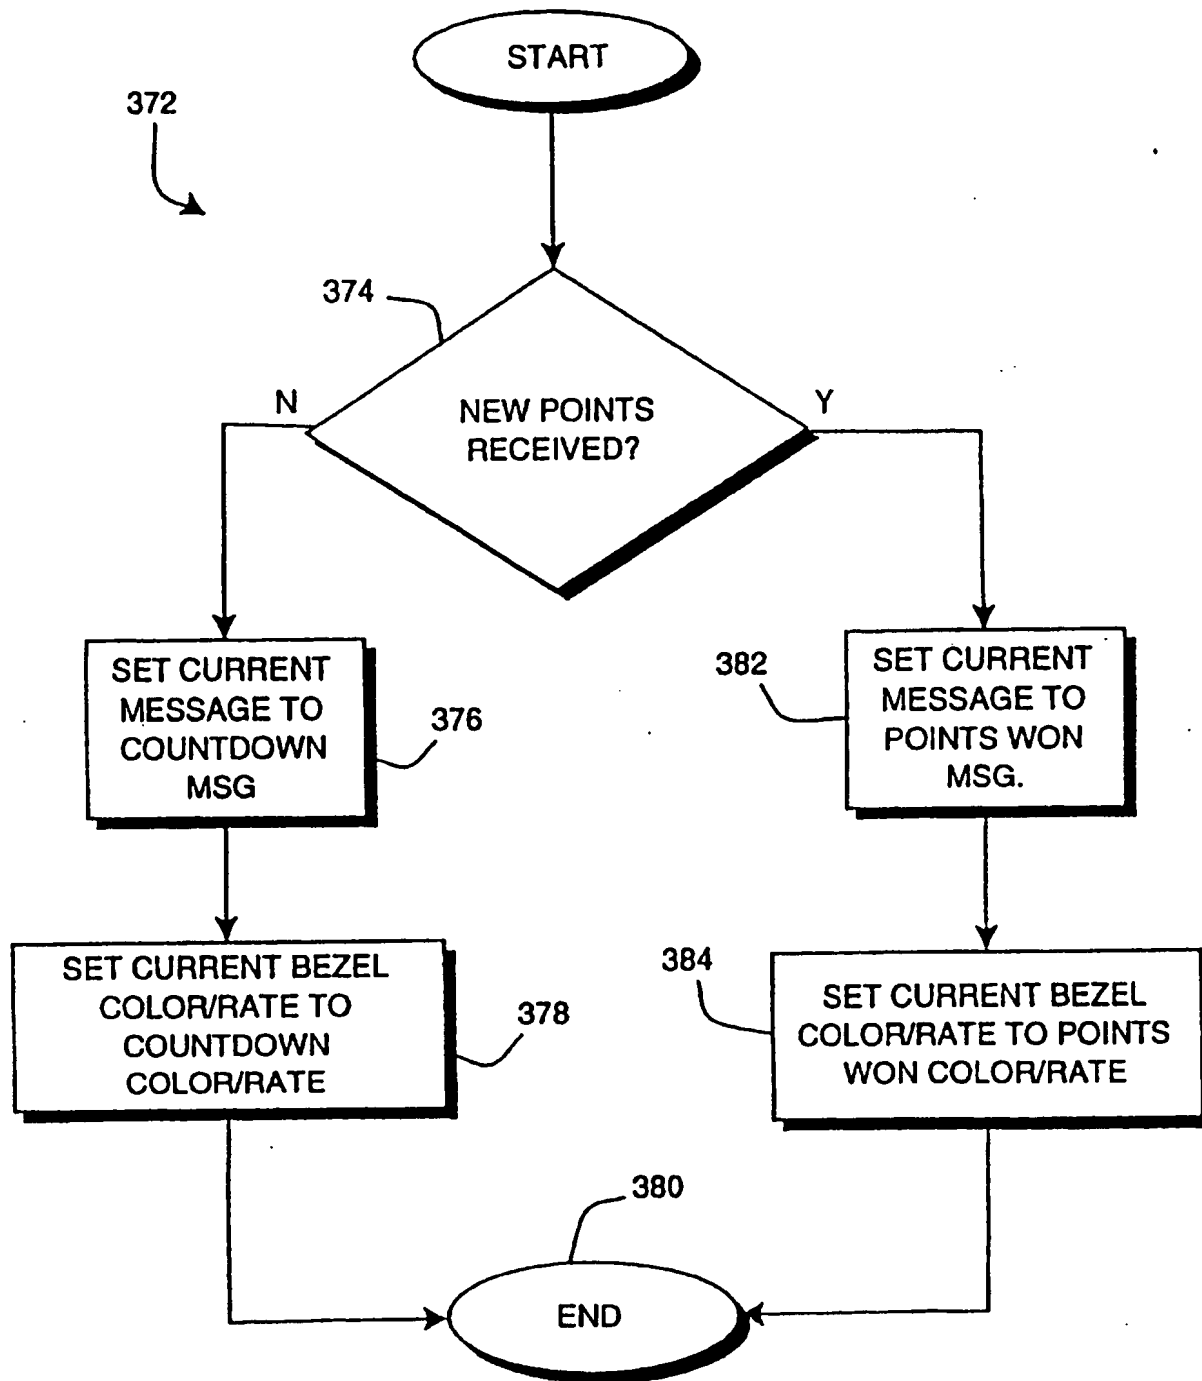 START
372
374
N
Y
NEW POINTS
RECEIVED?
SET CURRENT
MESSAGE TO
COUNTDOWN
MSG
376
382
SET CURRENT
MESSAGE TO
POINTS WON
MSG.
SET CURRENT BEZEL
COLOR/RATE TO
COUNTDOWN
COLOR/RATE
378
384
SET CURRENT BEZEL
COLOR/RATE TO POINTS
WON COLOR/RATE
380
END